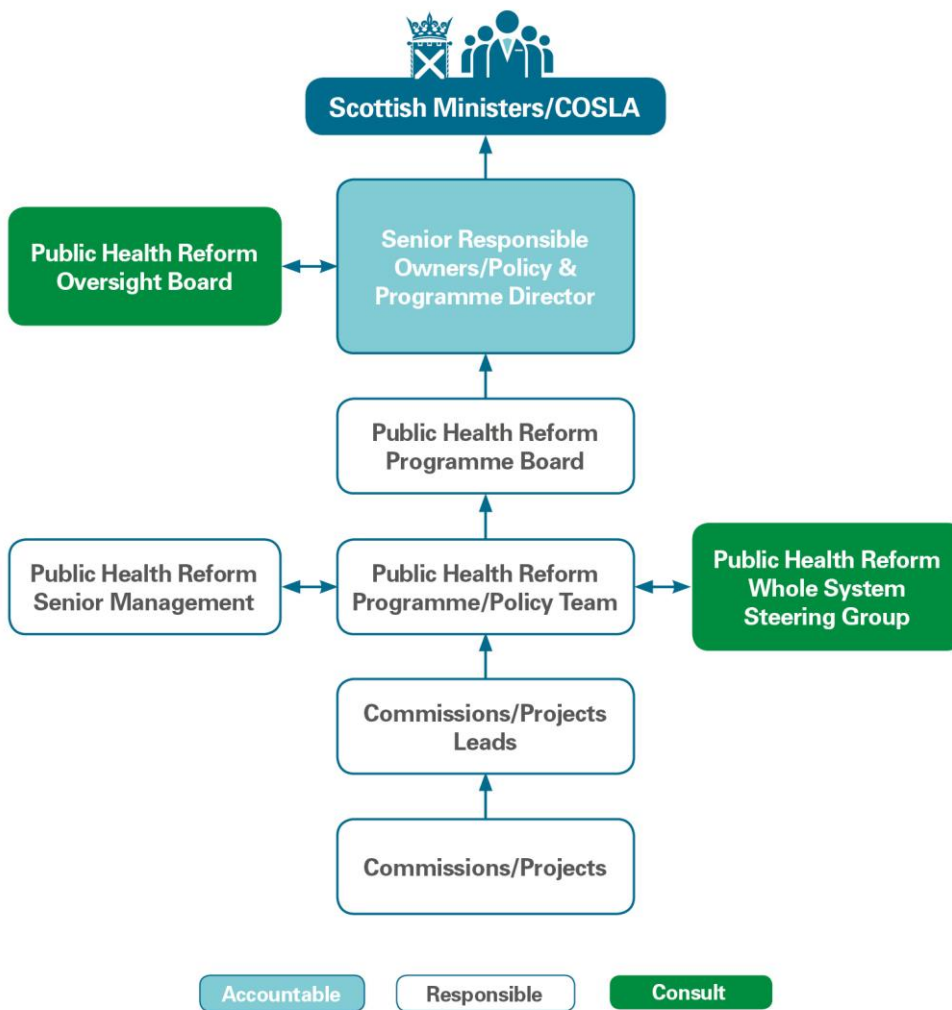 Scottish Ministers/COSLA
Public Health Reform
Oversight Board
Senior Responsible
Owners/Policy &
Programme Director
Public Health Reform
Programme Board
Public Health Reform
Senior Management
Public Health Reform
Programme/Policy Team
Public Health Reform
Whole System
Steering Group
Commissions/Projects
Leads
Commissions/Projects
Accountable
Responsible
Consult